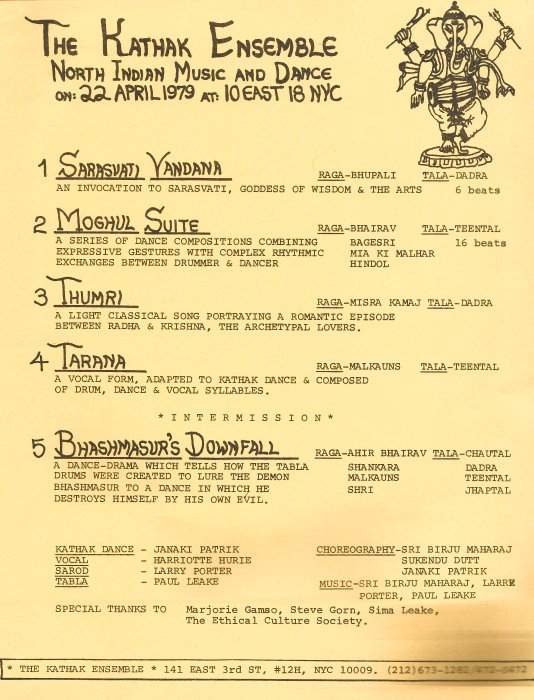 THE KATHAK ENSEMBLE
NORTH INDIAN MUSIC AND DANCE
ON: 22 APRIL 1979 AT: 10 EAST 18 NYC
1 SARASVATI VANDANA RAGA-BHUPALI TALA-DADRA
AN INVOCATION TO SARASVATI, GODDESS OF WISDOM & THE ARTS 6 beats
2 MOGHUL SUITE RAGA-BHAIRAV TALA-TEENTAL
A SERIES OF DANCE COMPOSITIONS COMBINING BAGESRI 16 beats
EXPRESSIVE GESTURES WITH COMPLEX RHYTHMIC MIA KI MALHAR
EXCHANGES BETWEEN DRUMMER & DANCER HINDOL
3 THUMRI RAGA-MISRA KAMAJ TALA-DADRA
A LIGHT CLASSICAL SONG PORTRAYING A ROMANTIC EPISODE
BETWEEN RADHA & KRISHNA, THE ARCHETYPAL LOVERS.
4 TARANA RAGA-MALKAUNS TALA-TEENTAL
A VOCAL FORM, ADAPTED TO KATHAK DANCE & COMPOSED
OF DRUM, DANCE & VOCAL SYLLABLES.
*INTERMISSION*
5 BHASHMASUR'S DOWNFALL RAGA-AHIR BHAIRAV TALA-CHAUTAL
A DANCE-DRAMA WHICH TELLS HOW THE TABLA SHANKARA DADRA
DRUMS WERE CREATED TO LURE THE DEMON MALKAUNS TEENTAL
BHASHMASUR TO A DANCE IN WHICH HE SHRI JHAPTAL
DESTROYS HIMSELF BY HIS OWN EVIL.
KATHAK DANCE - JANAKI PATRIK CHOREOGRAPHY-SRI BIRJU MAHARAJ
VOCAL - HARRIOTTE HURIE SUKENDU DUTT
SAROD - LARRY PORTER JANAKI PATRIK
TABLA - PAUL LEAKE MUSIC-SRI BIRJU MAHARAJ, LARRY
PORTER, PAUL LEAKE
SPECIAL THANKS TO Marjorie Gamso, Steve Gorn, Sima Leake,
The Ethical Culture Society.
* THE KATHAK ENSEMBLE * 141 EAST 3rd ST, #12H, NYC 10009. (212)